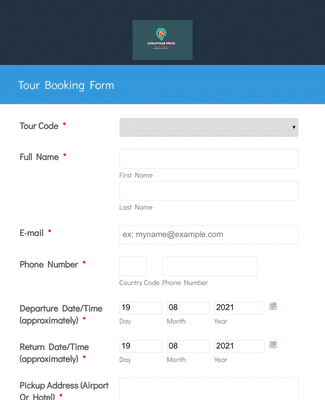 Tour Booking Form
Tour Code *
Full Name *
First Name
Last Name
E-mail *
ex: myname@example.com
Phone Number *
Country Code Phone Number
Departure Date/Time
(approximately) *
19 08 2021
Day Month Year
Return Date/Time
(approximately) *
19 08 2021
Day Month Year
Pickup Address (Airport
Or Hotel) *